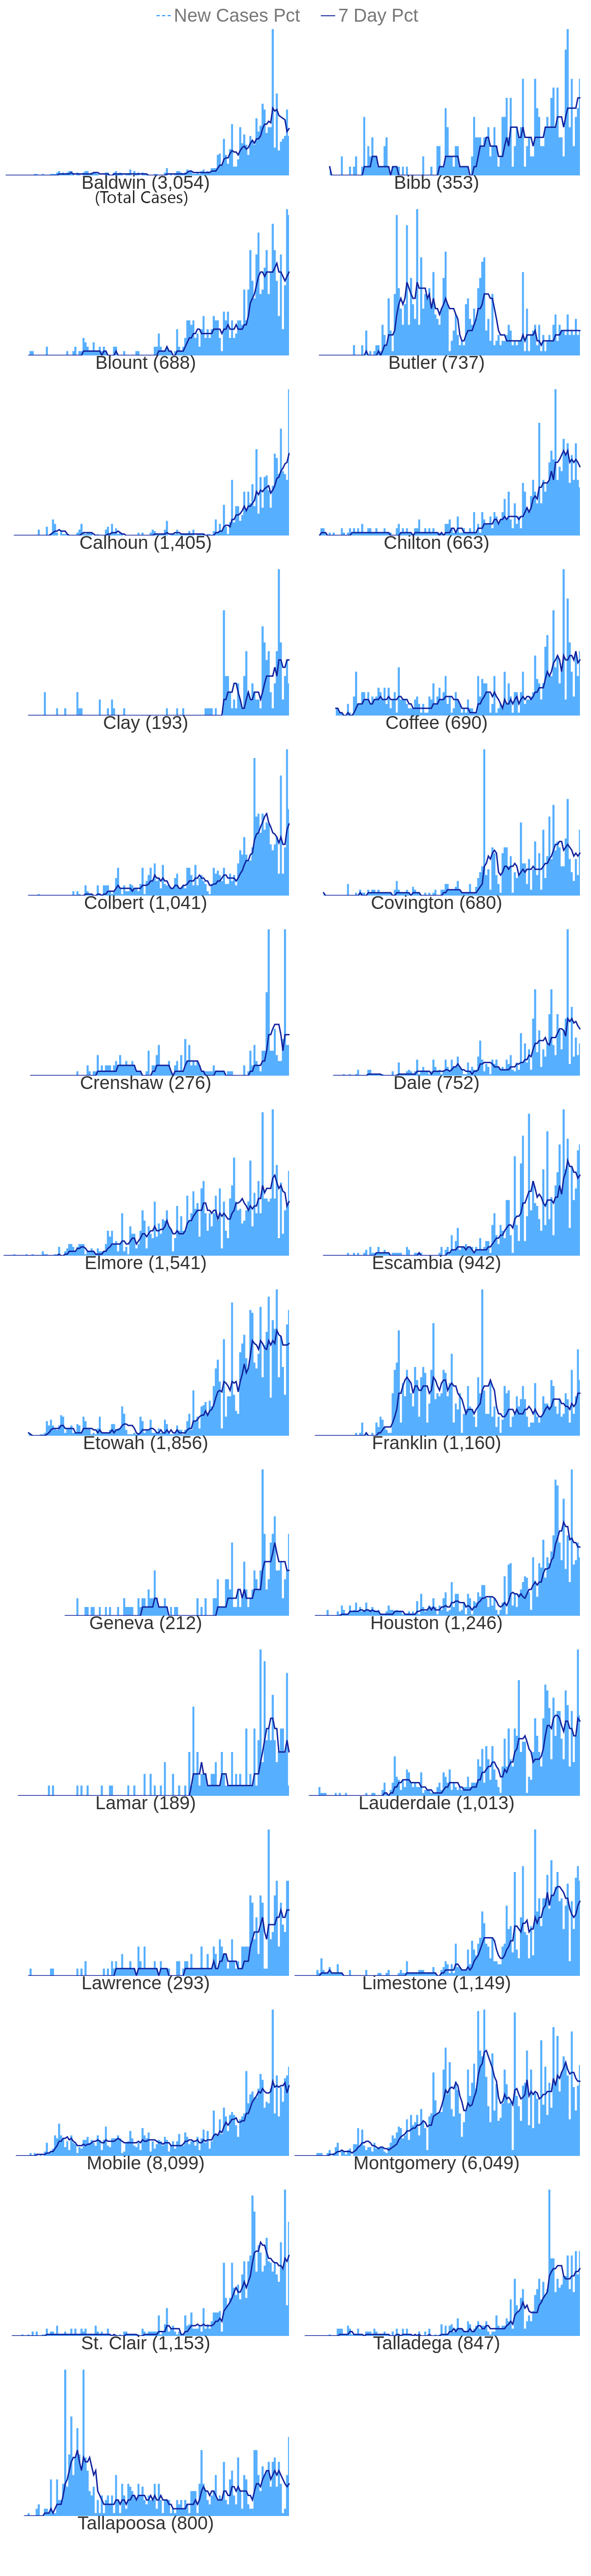 New Cases Pct 7 Day Pct
Baldwin (3,054) Bibb (353)
(Total Cases)
Blount (688) Butler (737)
Calhoun (1,405) Chilton (663)
Clay (193) Coffee (690)
Colbert (1,041) Covington (680)
Crenshaw (276) Dale (752)
Elmore (1,541) Escambia (942)
Etowah (1,856) Franklin (1,160)
Geneva (212) Houston (1,246)
Lamar (189) Lauderdale (1,013)
Lawrence (293) Limestone (1,149)
Mobile (8,099) Montgomery (6,049)
St. Clair (1,153) Talladega (847)
Tallapoosa (800)